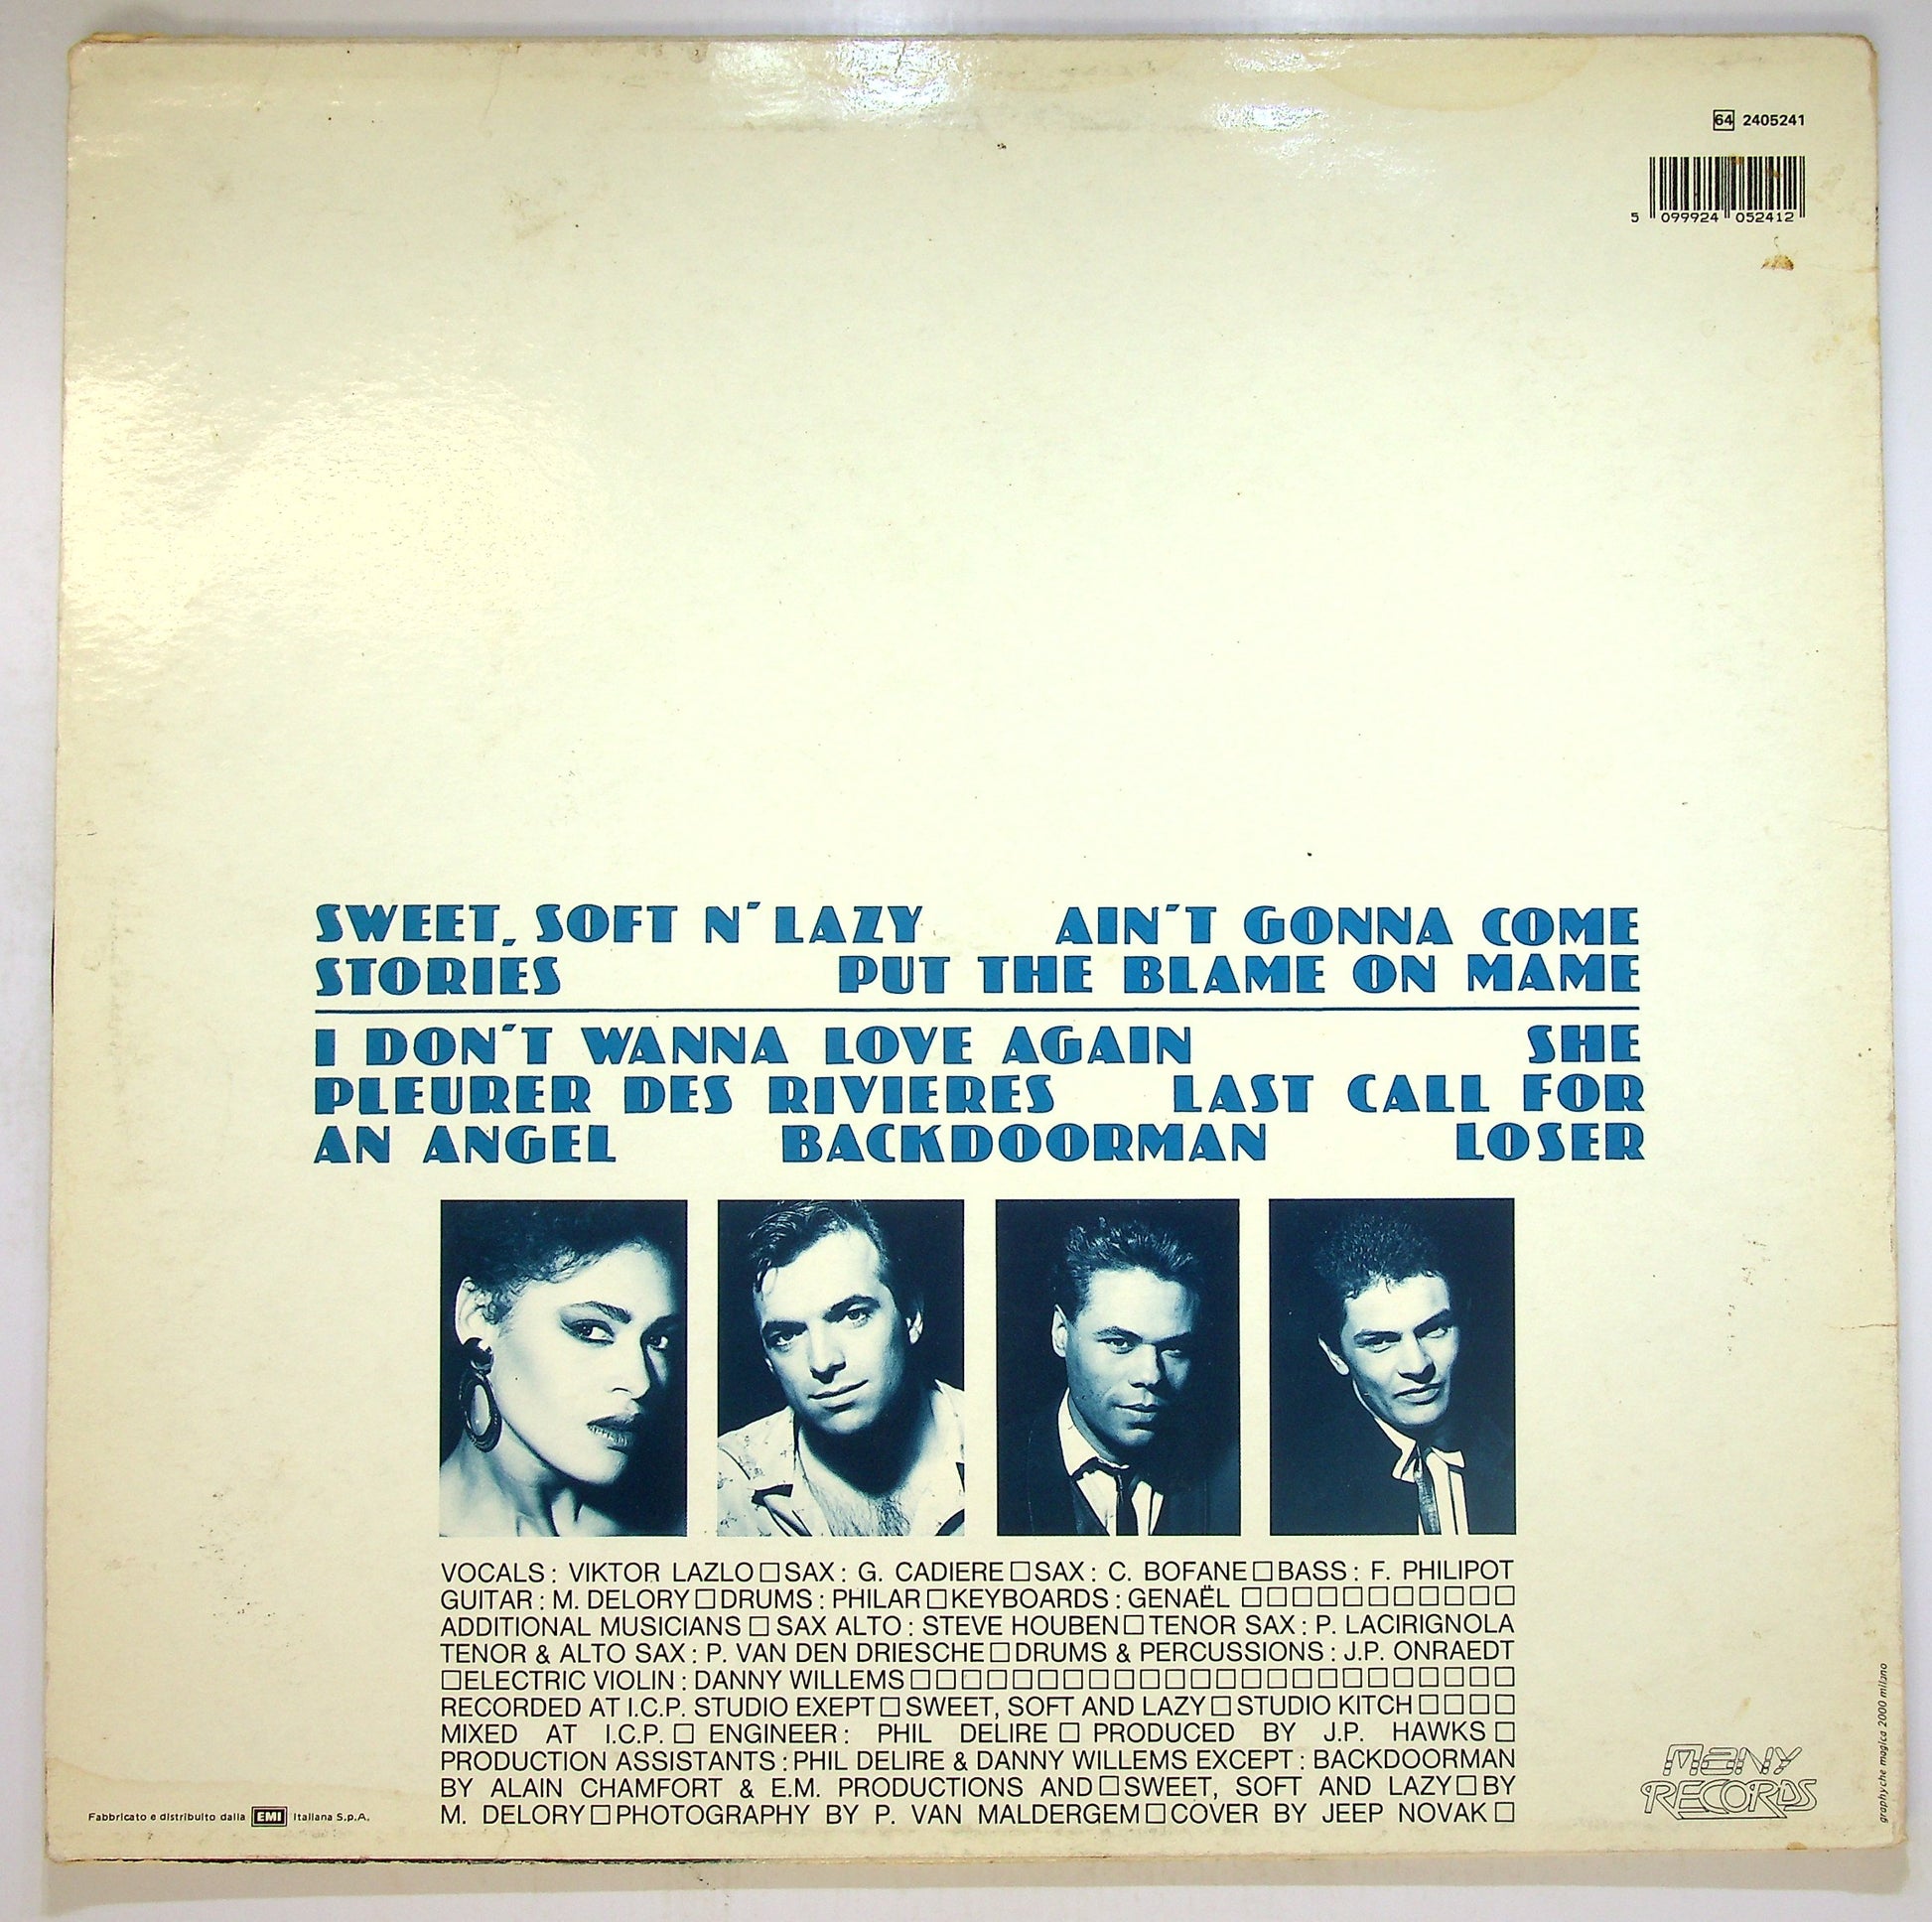 64 2405241
5 099924 052412
SWEET, SOFT N' LAZY AIN'T GONNA COME
STORIES PUT THE BLAME ON MAME
I DON'T WANNA LOVE AGAIN SHE
PLEURER DES RIVIERES LAST CALL FOR
AN ANGEL BACKDOORMAN LOSER
VOCALS : VIKTOR LAZLO□SAX : G. CADIERE□SAX : C. BOFANE□BASS : F. PHILIPOT
GUITAR : M. DELORY□DRUMS : PHILAR□KEYBOARDS : GENAËL □□□□□□□□□□□
ADDITIONAL MUSICIANS □ SAX ALTO : STEVE HOUBEN□TENOR SAX : P. LACIRIGNOLA
TENOR & ALTO SAX : P. VAN DEN DRIESCHE□DRUMS & PERCUSSIONS : J.P. ONRAEDT
□ELECTRIC VIOLIN : DANNY WILLEMS□□□□□□□□□□□□□□□□□□□□□□□□
RECORDED AT I.C.P. STUDIO EXEPT□SWEET, SOFT AND LAZY□STUDIO KITCH□□□□
MIXED AT I.C.P. □ ENGINEER : PHIL DELIRE □ PRODUCED BY J.P. HAWKS □
PRODUCTION ASSISTANTS : PHIL DELIRE & DANNY WILLEMS EXCEPT : BACKDOORMAN
BY ALAIN CHAMFORT & E.M. PRODUCTIONS AND□SWEET, SOFT AND LAZY□BY
M. DELORY□PHOTOGRAPHY BY P. VAN MALDERGEM□COVER BY JEEP NOVAK□
Fabbricato e distribuito dalla EMI Italiana S.p.A.
MANY
RECORDS
graphyche magica 2000 milano